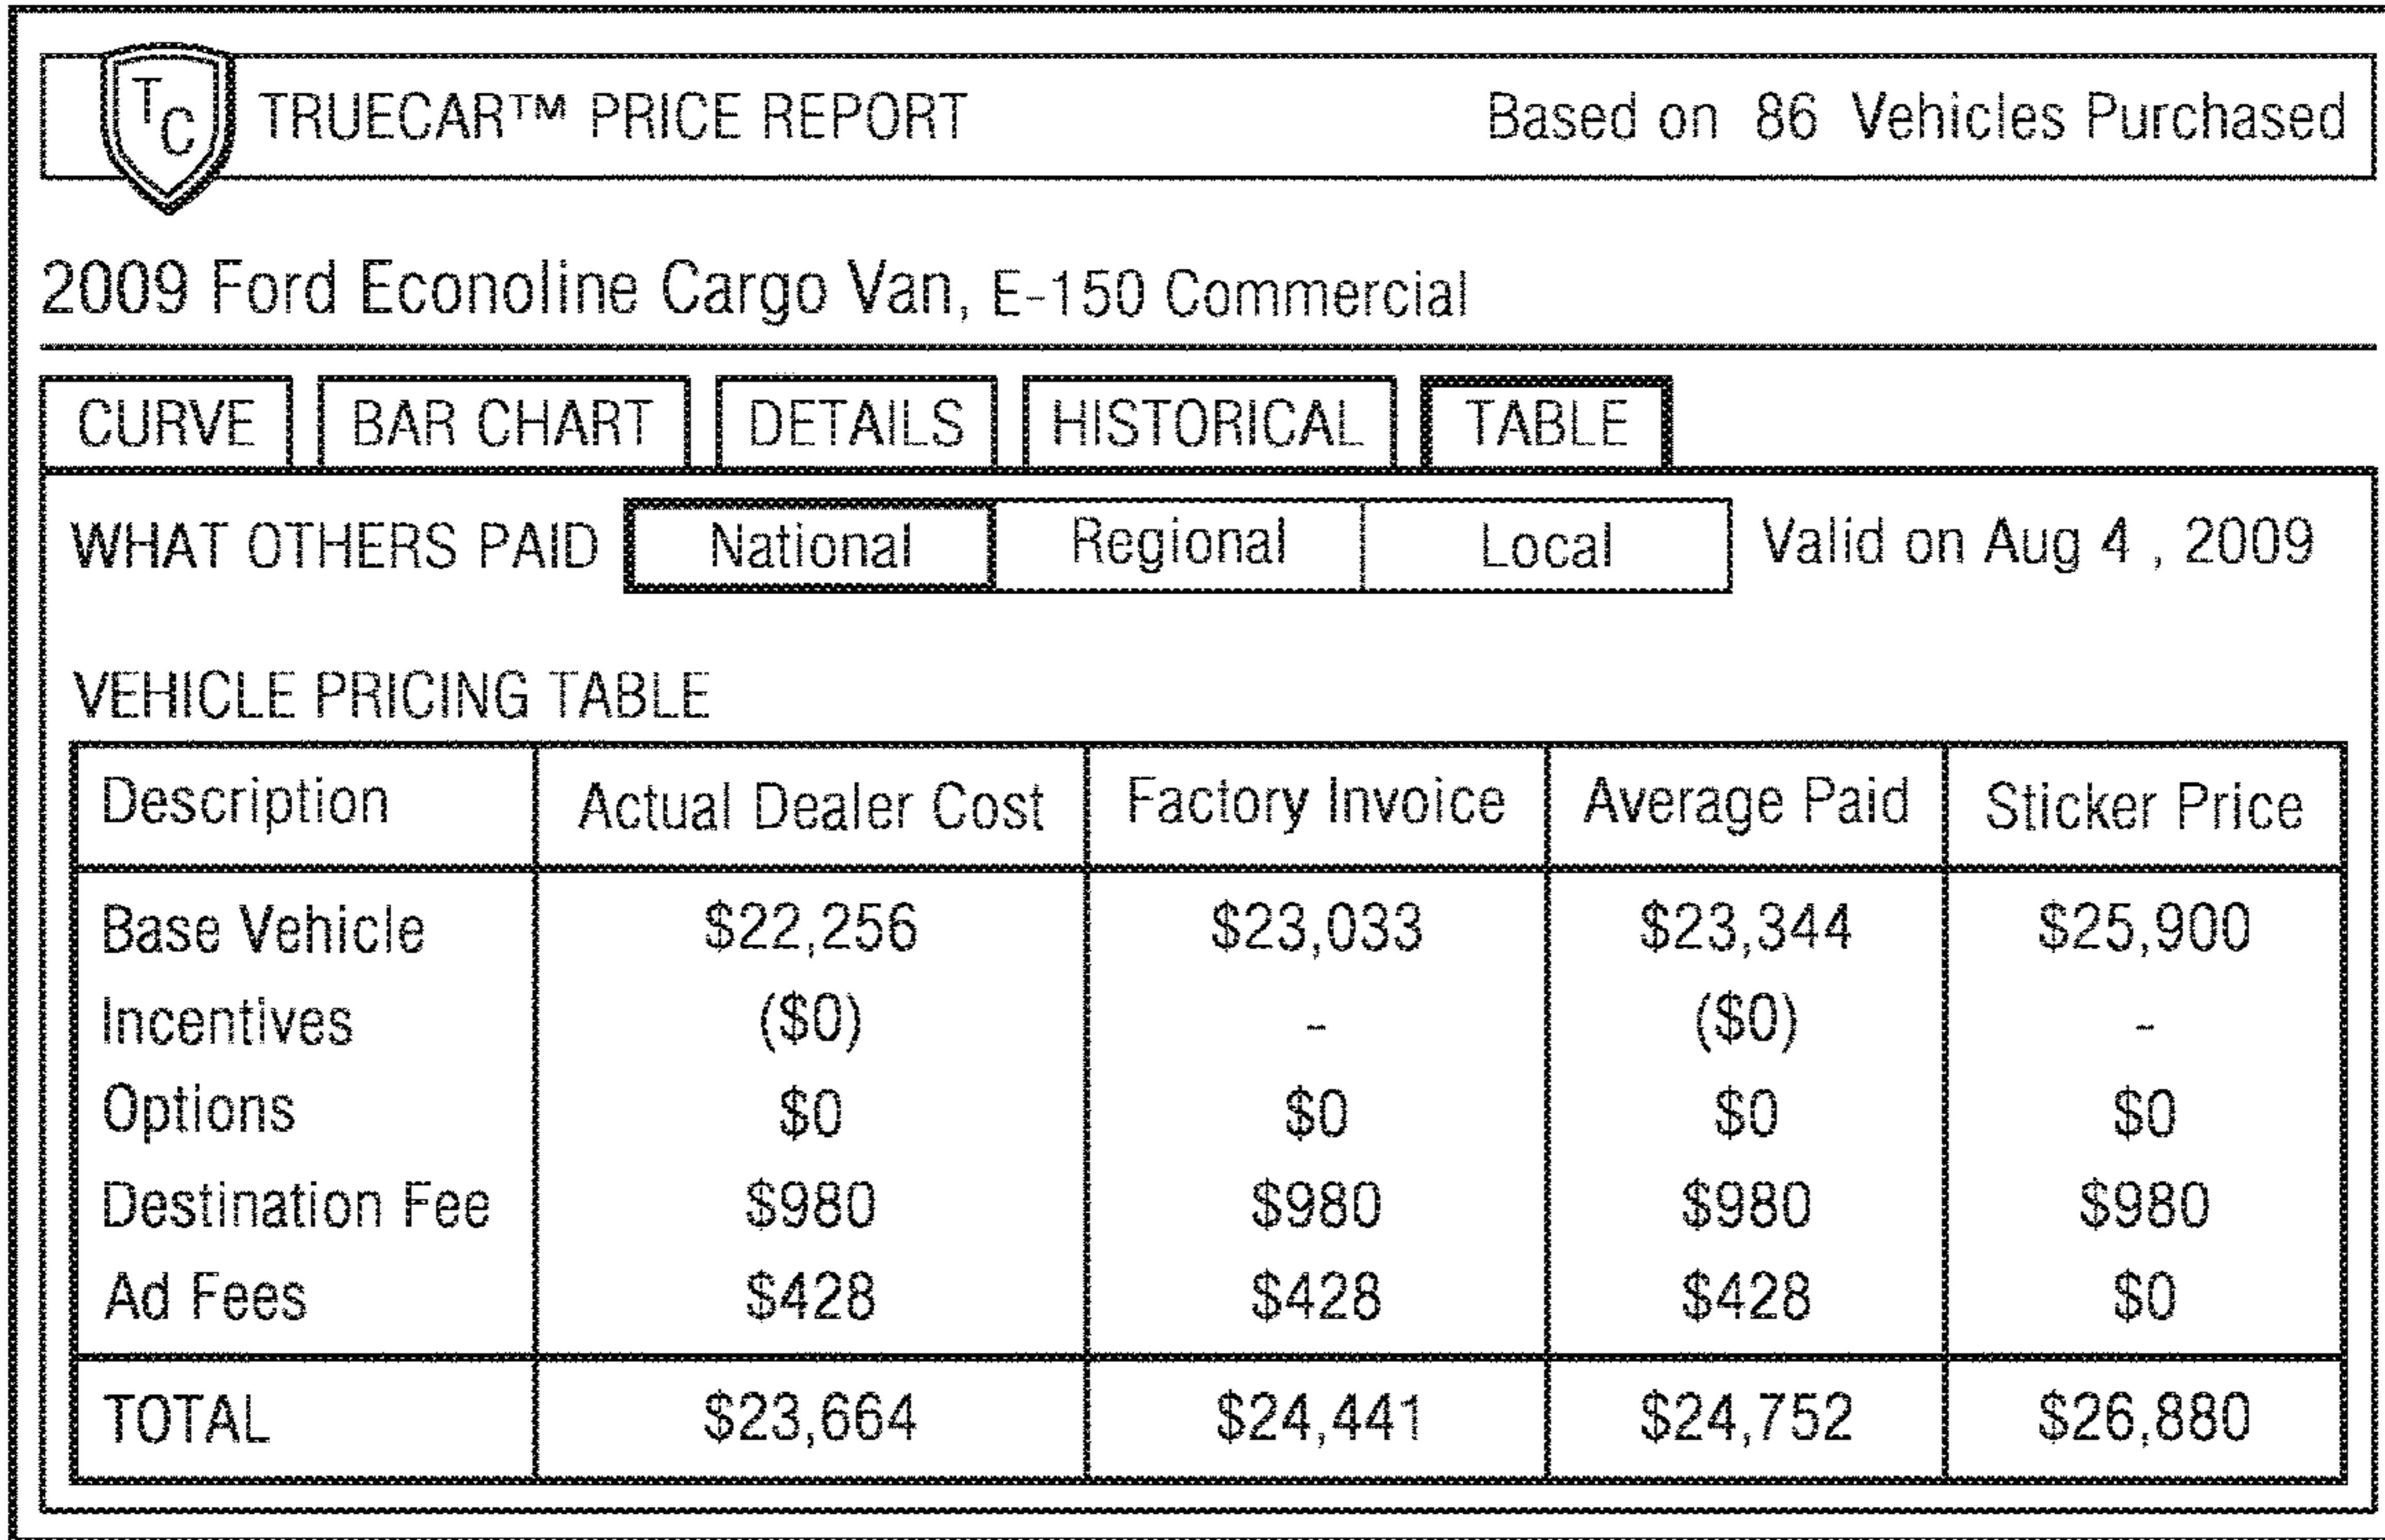 TC TRUECAR™ PRICE REPORT Based on 86 Vehicles Purchased
2009 Ford Econoline Cargo Van, E-150 Commercial
CURVE BAR CHART DETAILS HISTORICAL TABLE
WHAT OTHERS PAID National Regional Local Valid on Aug 4 , 2009
VEHICLE PRICING TABLE
Description Actual Dealer Cost Factory Invoice Average Paid Sticker Price
Base Vehicle $22,256 $23,033 $23,344 $25,900
Incentives ($0) - ($0) -
Options $0 $0 $0 $0
Destination Fee $980 $980 $980 $980
Ad Fees $428 $428 $428 $0
TOTAL $23,664 $24,441 $24,752 $26,880